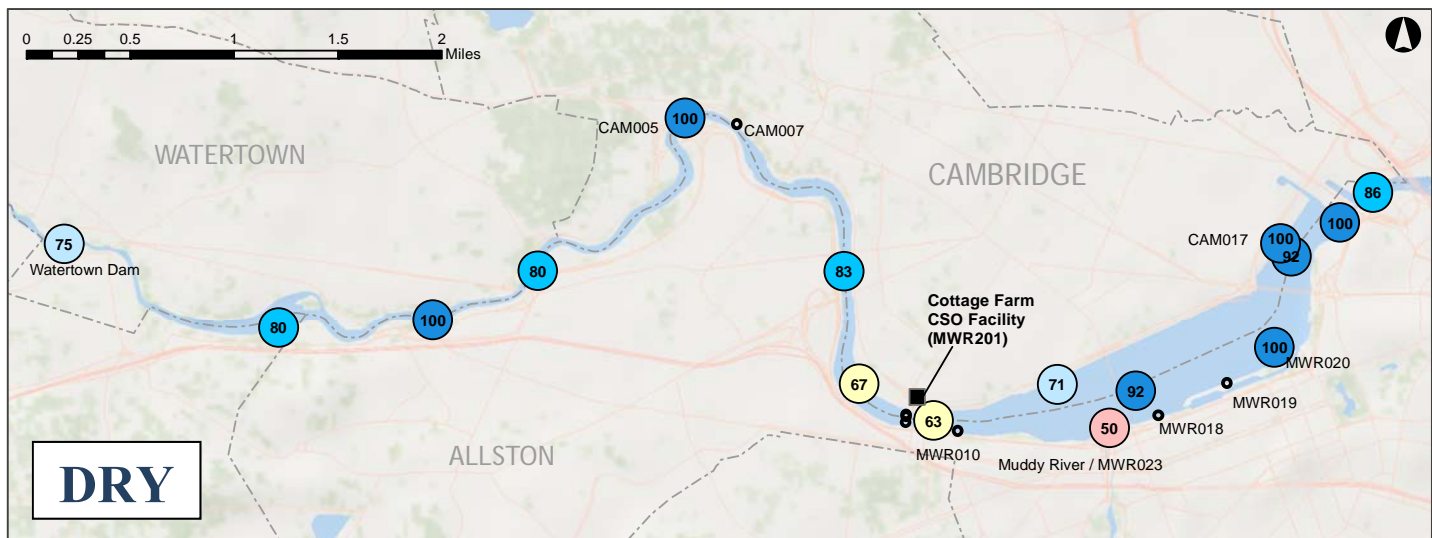 0 0.25 0.5 1 1.5 2
Miles
CAM005
100
CAM007
WATERTOWN
CAMBRIDGE
86
100
75
CAM017
100
92
Watertown Dam
80
83
80
100
Cottage Farm
CSO Facility
(MWR201)
100
MWR020
67
71
92
MWR019
63
50
MWR018
MWR010
Muddy River / MWR023
ALLSTON
DRY